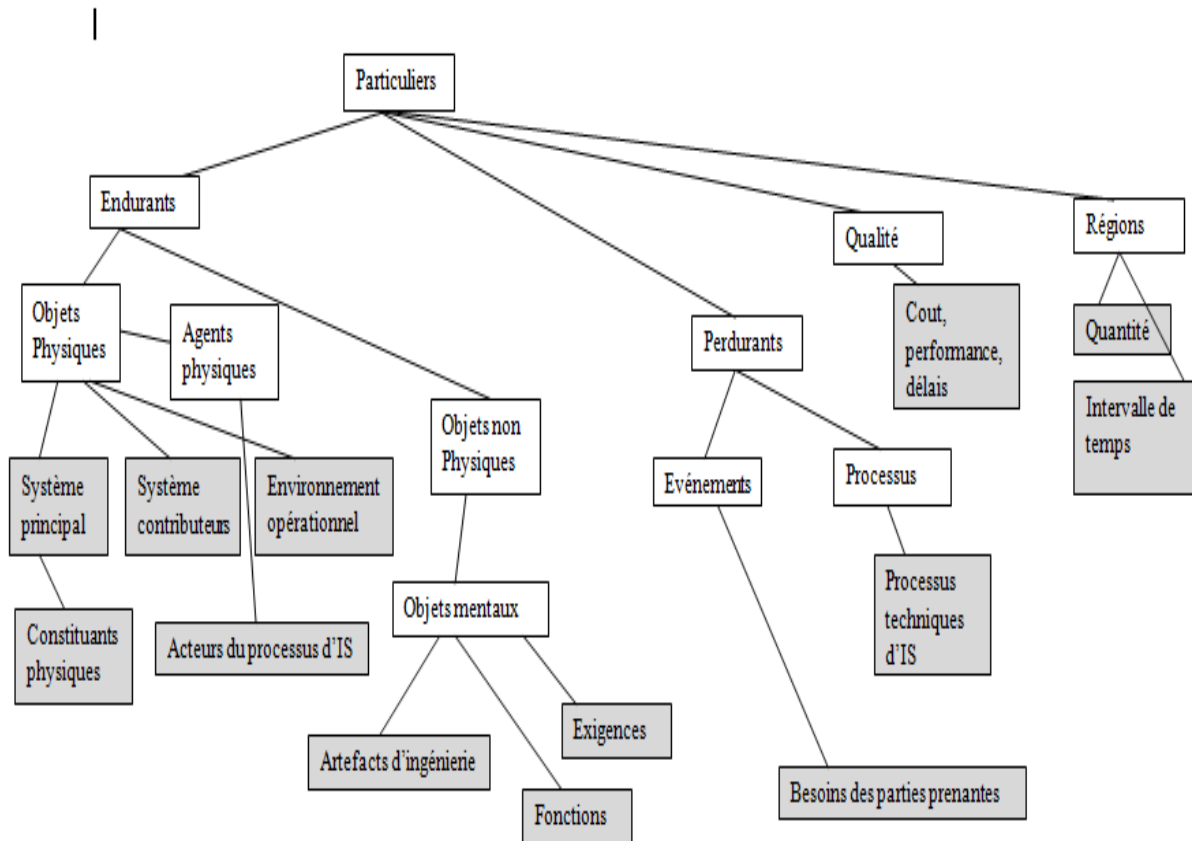 Particuliers
Endurants
Régions
Qualité
Objets
Physiques
Agents
physiques
Cout,
performance,
délais
Quantité
Perdurants
Objets non
Physiques
Intervalle de
temps
Système
principal
Système
contributeurs
Environnement
opérationnel
Evénements
Processus
Processus
techniques
d'IS
Objets mentaux
Constituants
physiques
Acteurs du processus d'IS
Exigences
Artefacts d'ingénierie
Besoins des parties prenantes
Fonctions